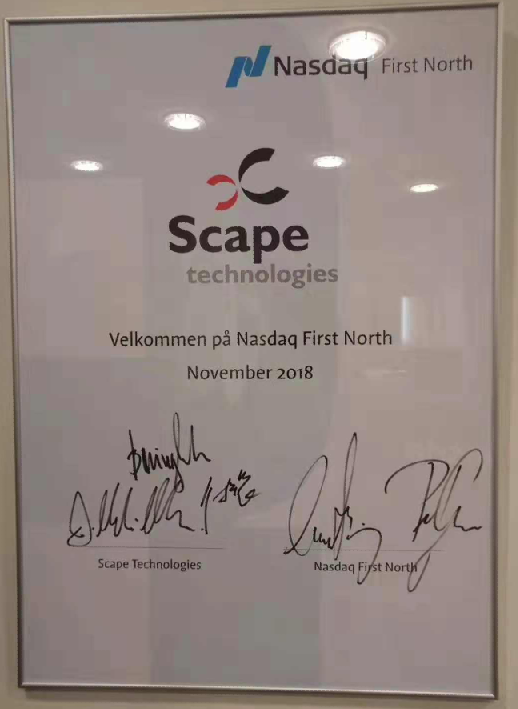 Nasdaq First North
Scape
technologies
Velkommen på Nasdaq First North
November 2018
Scape Technologies
Nasdaq First North